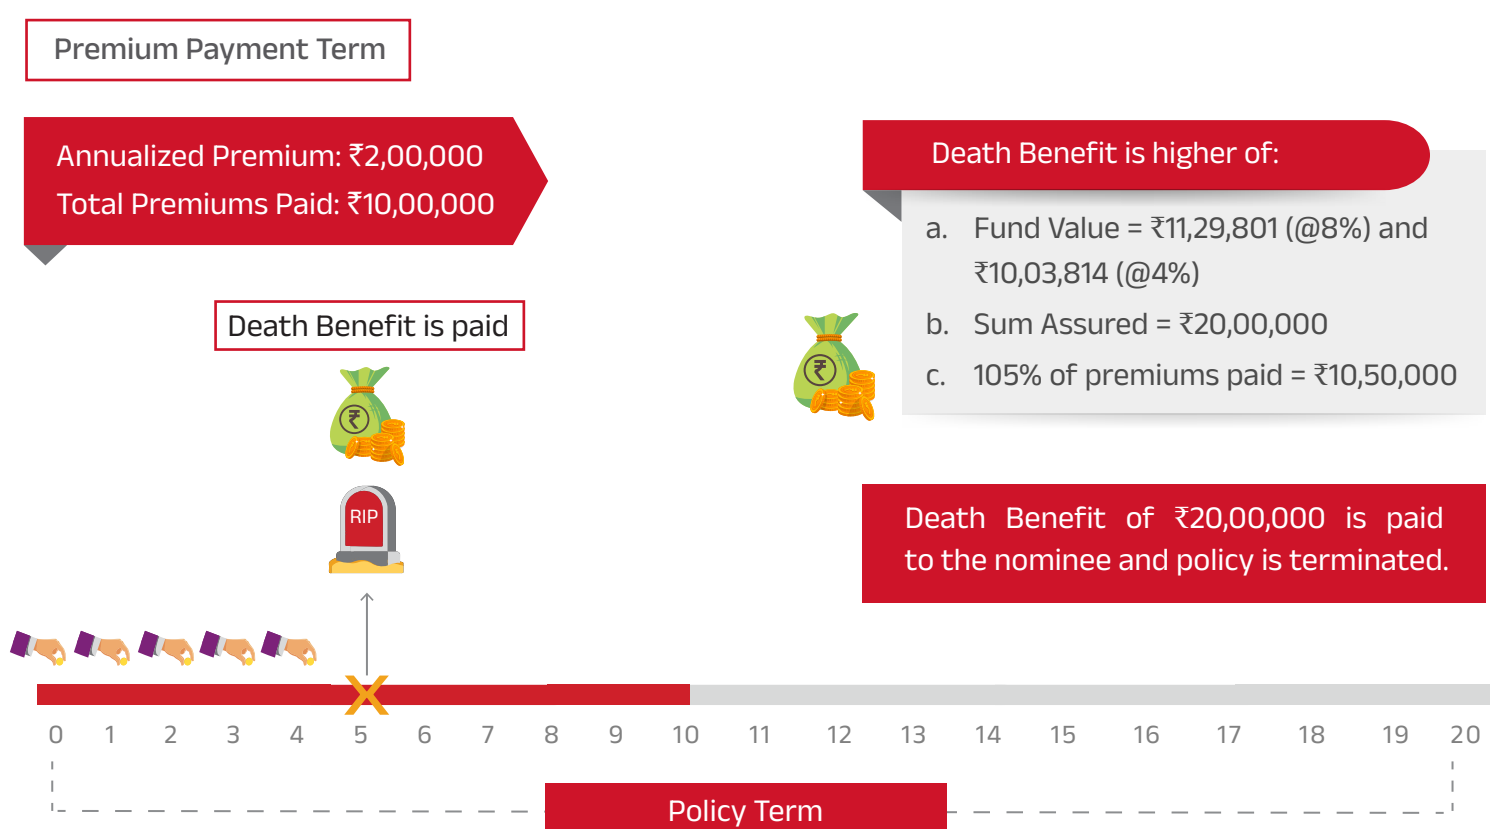 Premium Payment Term
Annualized Premium: ₹2,00,000
Total Premiums Paid: ₹10,00,000
Death Benefit is paid
₹
RIP
Death Benefit is higher of:
a. Fund Value = ₹11,29,801 (@8%) and
₹10,03,814 (@4%)
b. Sum Assured = ₹20,00,000
c. 105% of premiums paid = ₹10,50,000
₹
Death Benefit of ₹20,00,000 is paid
to the nominee and policy is terminated.
0 1 2 3 4 5 6 7 8 9 10 11 12 13 14 15 16 17 18 19 20
Policy Term